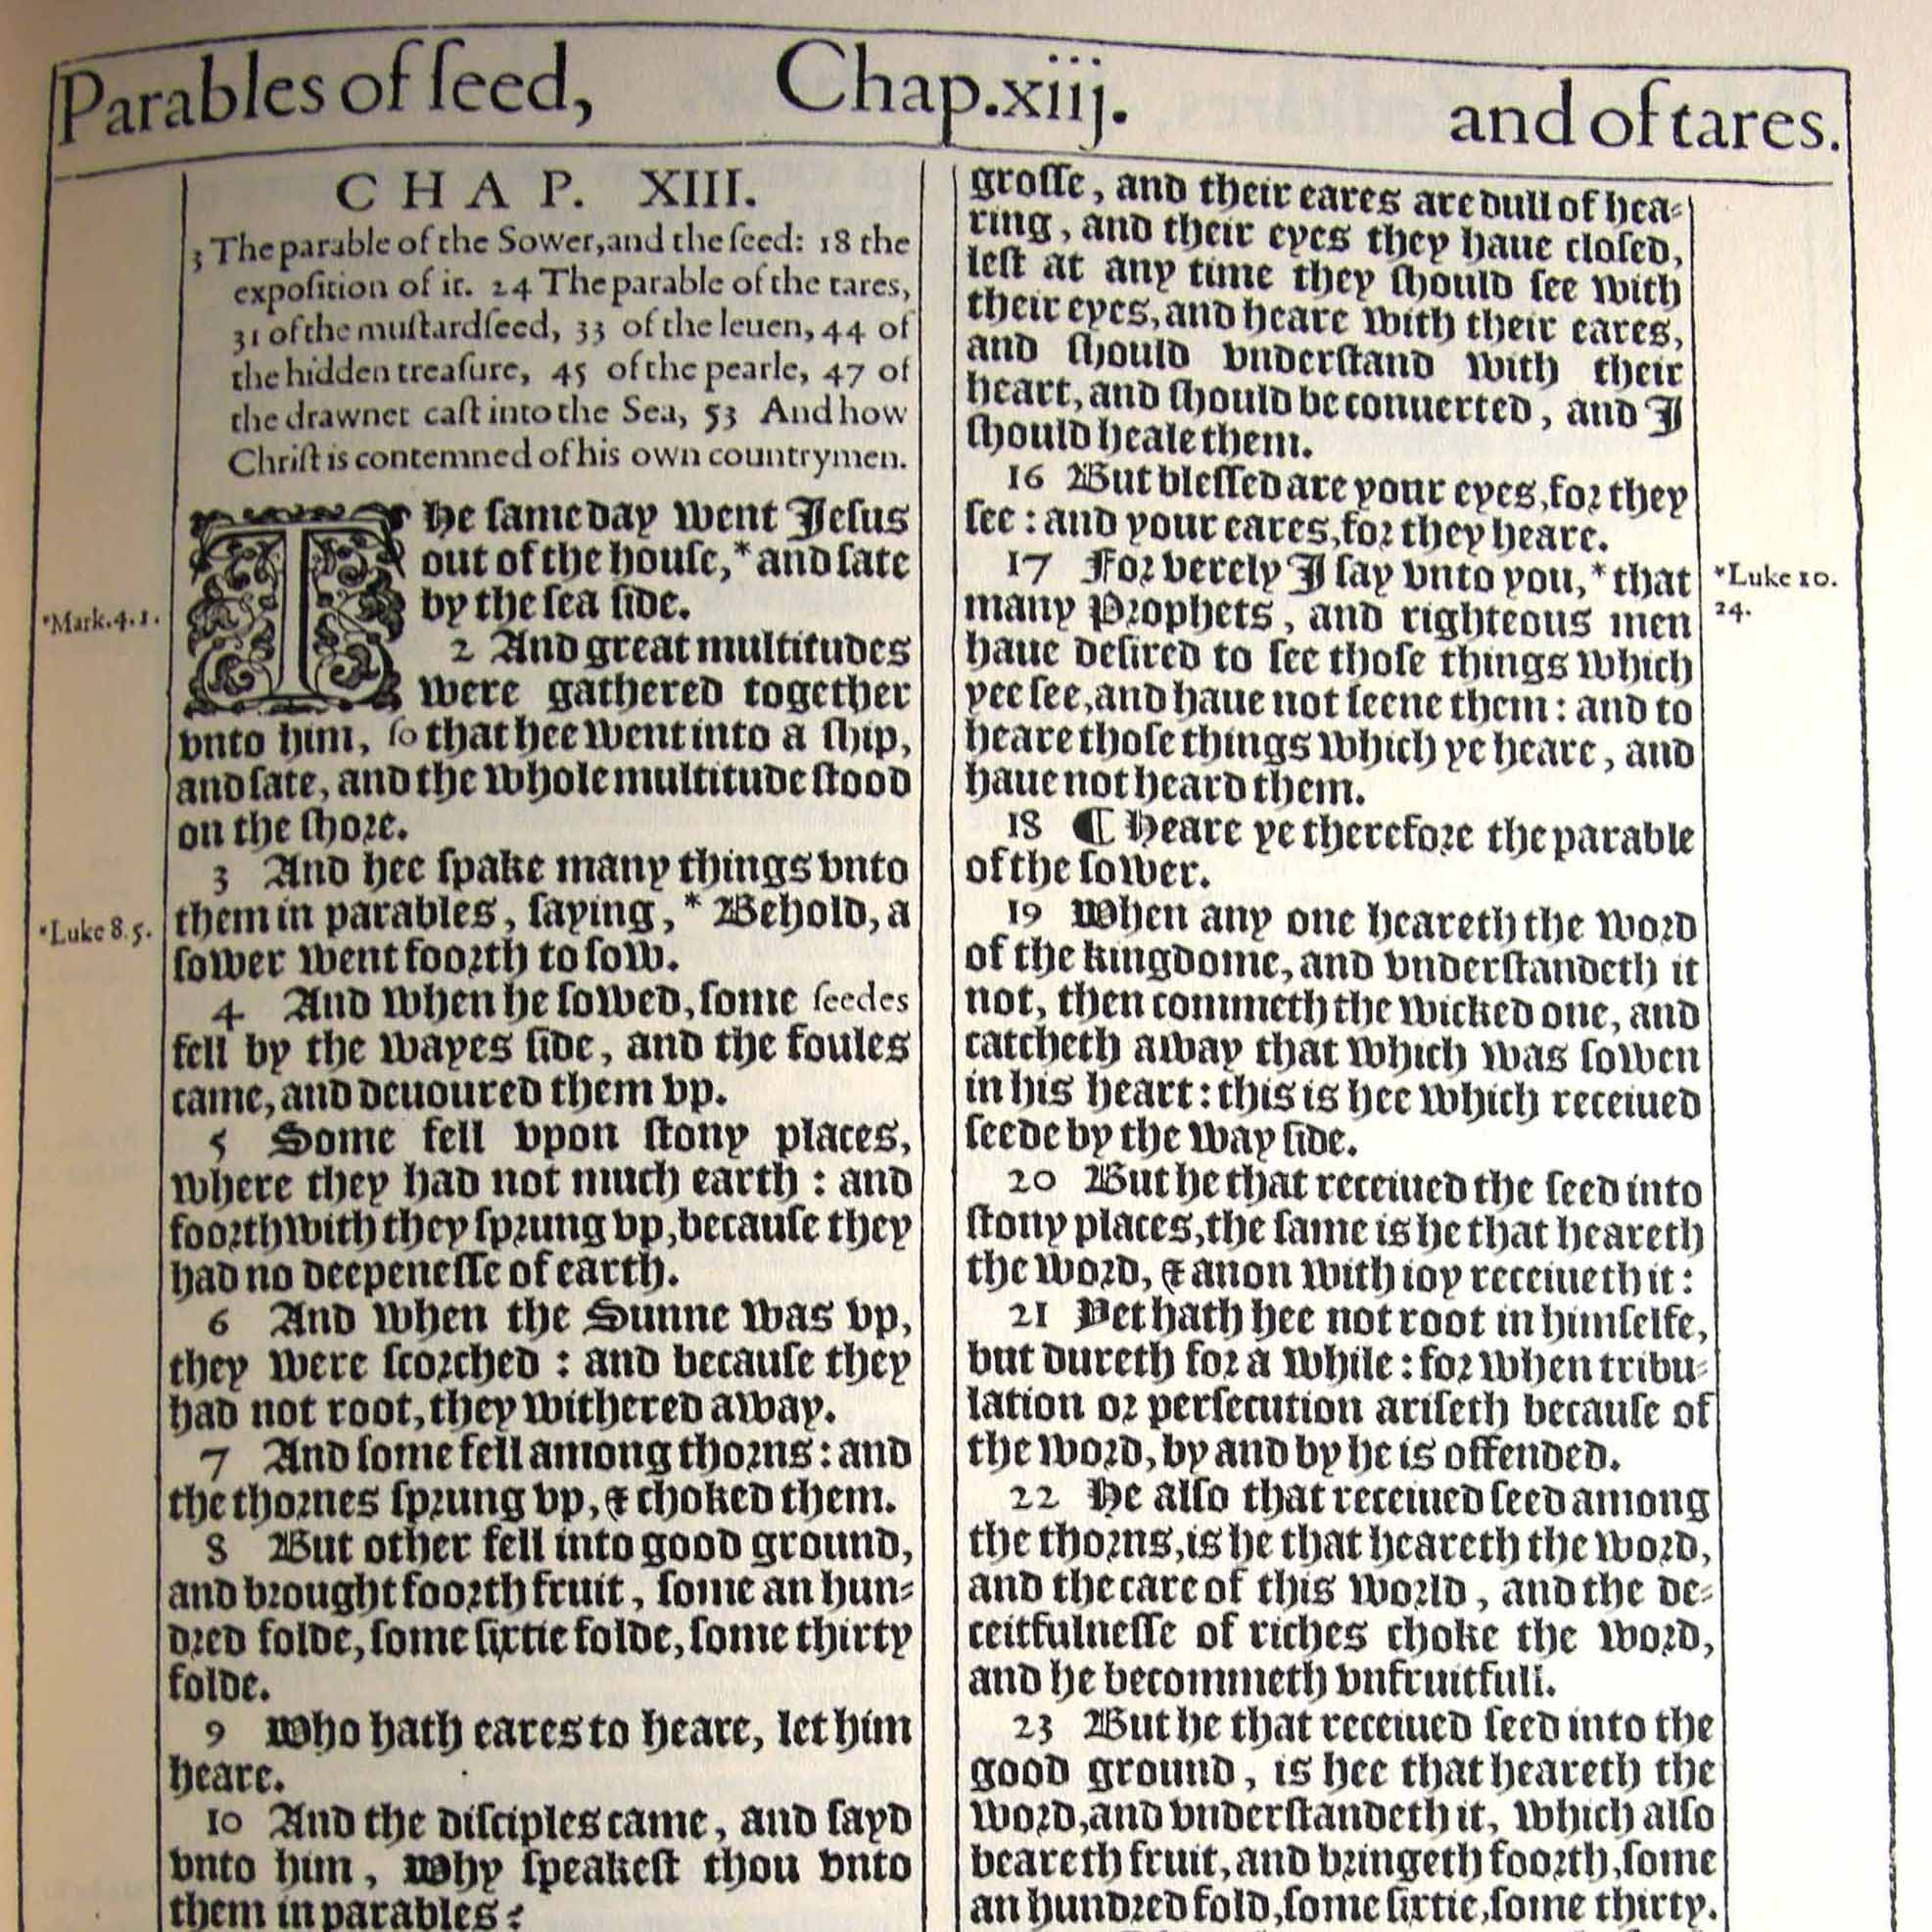 Parables of ſeed, Chap.xiij. and of tares.
CHAP. XIII.
3 The parable of the Sower, and the ſeed: 18 the
expoſition of it. 24 The parable of the tares,
31 of the muſtard ſeed, 33 of the leuen, 44 of
the hidden treaſure, 45 of the pearle, 47 of
the drawnet caſt into the Sea, 53 And how
Chriſt is contemned of his own countrymen.
The ſame day went Jeſus
out of the houſe, * and ſate
by the ſea ſide.
*Mark.4.1.
2 And great multitudes
were gathered together
vnto him, ſo that hee went into a ſhip,
and ſate, and the whole multitude ſtood
on the ſhore.
3 And hee ſpake many things vnto
them in parables, ſaying, * Behold, a
*Luke 8.5.
ſower went foorth to ſow.
4 And when he ſowed, ſome ſeedes
fell by the wayes ſide, and the foules
came, and deuoured them vp.
5 Some fell vpon ſtony places,
where they had not much earth: and
foorthwith they ſprung vp, becauſe they
had no deepeneſſe of earth.
6 And when the Sunne was vp,
they were ſcorched: and becauſe they
had not root, they withered away.
7 And ſome fell among thorns: and
the thornes ſprung vp, & choked them.
8 But other fell into good ground,
and brought foorth fruit, ſome an hun-
dred folde, ſome ſixtie folde, ſome thirty
folde.
9 Who hath eares to heare, let him
heare.
10 And the diſciples came, and ſayd
vnto him, Why ſpeakeſt thou vnto
them in parables?
groſſe, and their eares are dull of hea-
ring, and their eyes they haue cloſed,
leſt at any time they ſhould ſee with
their eyes, and heare with their eares,
and ſhould vnderſtand with their
heart, and ſhould be conuerted, and I
ſhould heale them.
16 But bleſſed are your eyes, for they
ſee: and your eares, for they heare.
17 For verely I ſay vnto you, * that
*Luke 10.
24.
many Prophets, and righteous men
haue deſired to ſee thoſe things which
yee ſee, and haue not ſeene them: and to
heare thoſe things which ye heare, and
haue not heard them.
18 ¶ Heare ye therefore the parable
of the ſower.
19 When any one heareth the word
of the kingdome, and vnderſtandeth it
not, then commeth the wicked one, and
catcheth away that which was ſowen
in his heart: this is hee which receiued
ſeede by the way ſide.
20 But he that receiued the ſeed into
ſtony places, the ſame is he that heareth
the word, & anon with ioy receiueth it:
21 Yet hath hee not root in himſelfe,
but dureth for a while: for when tribu-
lation or perſecution ariſeth becauſe of
the word, by and by he is offended.
22 He alſo that receiued ſeed among
the thorns, is he that heareth the word,
and the care of this world, and the de-
ceitfulneſſe of riches choke the word,
and he becommeth vnfruitfull.
23 But he that receiued ſeed into the
good ground, is hee that heareth the
word, and vnderſtandeth it, which alſo
beareth fruit, and bringeth foorth, ſome
an hundred fold, ſome ſixtie, ſome thirty.